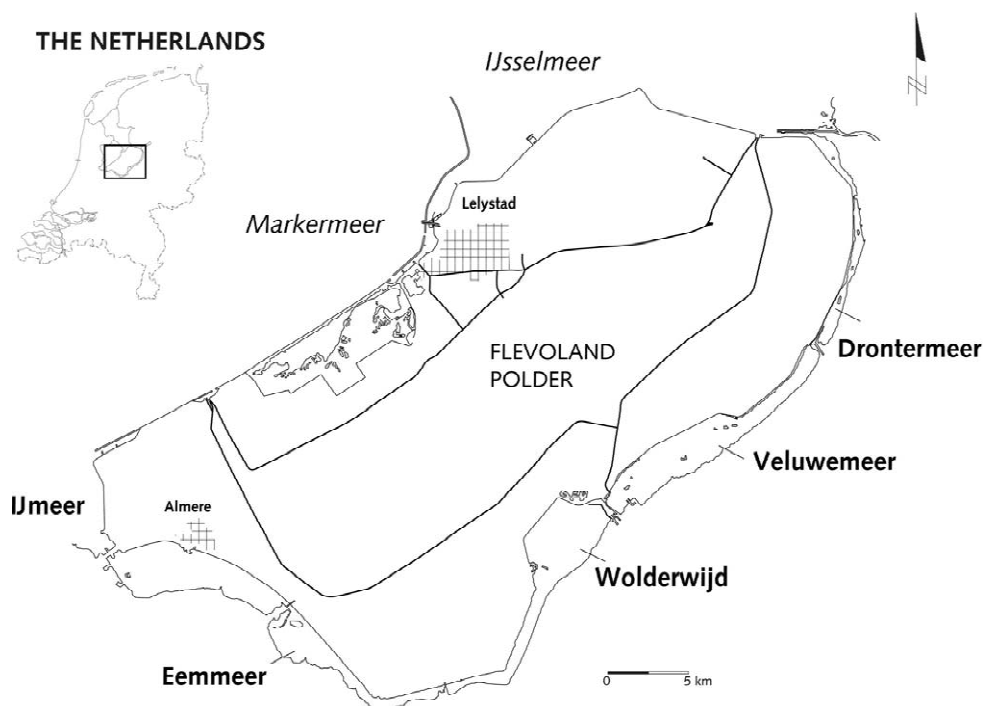 THE NETHERLANDS
IJsselmeer
N
Markermeer
Lelystad
FLEVOLAND
POLDER
Drontermeer
Veluwemeer
IJmeer
Almere
Wolderwijd
Eemmeer
0 5 km